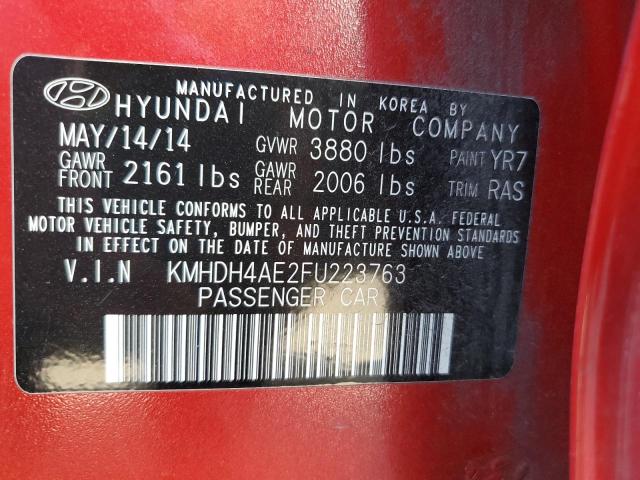 MANUFACTURED IN KOREA BY
HYUNDAI MOTOR COMPANY
MAY/14/14 GVWR 3880 lbs PAINT YR7
GAWR FRONT 2161 lbs GAWR REAR 2006 lbs TRIM RAS
THIS VEHICLE CONFORMS TO ALL APPLICABLE U.S.A. FEDERAL
MOTOR VEHICLE SAFETY, BUMPER, AND THEFT PREVENTION STANDARDS
IN EFFECT ON THE DATE OF MANUFACTURE SHOWN ABOVE
V.I.N KMHDH4AE2FU223763
PASSENGER CAR